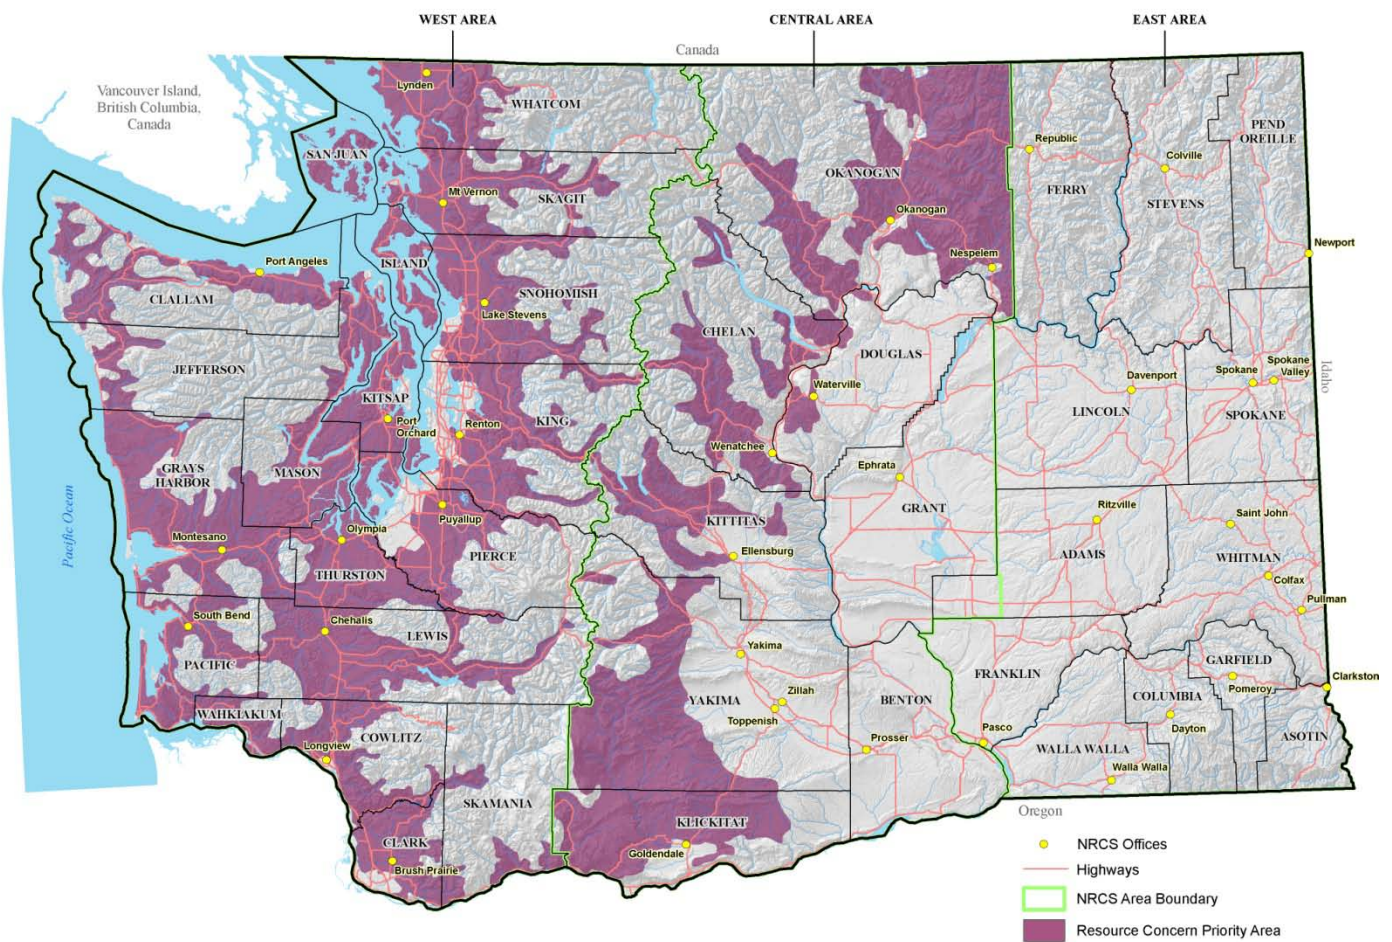 WEST AREA
CENTRAL AREA
EAST AREA
Canada
Vancouver Island,
British Columbia,
Canada
Lynden
WHATCOM
SAN JUAN
Mt Vernon
SKAGIT
OKANOGAN
Okanogan
Republic
FERRY
Colville
STEVENS
PEND
OREILLE
Newport
Nespelem
Port Angeles
CLALLAM
ISLAND
SNOHOMISH
Lake Stevens
CHELAN
DOUGLAS
Waterville
JEFFERSON
KITSAP
Port
Orchard
Renton
KING
Wenatchee
Davenport
LINCOLN
Spokane
Spokane
Valley
SPOKANE
Idaho
GRAYS
HARBOR
MASON
Ephrata
GRANT
Puyallup
KITTITAS
Ritzville
ADAMS
Saint John
WHITMAN
Pacific Ocean
Montesano
Olympia
THURSTON
PIERCE
Ellensburg
Colfax
Pullman
South Bend
PACIFIC
Chehalis
LEWIS
Yakima
YAKIMA
Zillah
Toppenish
BENTON
Prosser
FRANKLIN
Pasco
GARFIELD
Pomeroy
Clarkston
COLUMBIA
Dayton
ASOTIN
WALLA WALLA
Walla Walla
WAHKIAKUM
COWLITZ
Longview
SKAMANIA
CLARK
Brush Prairie
KLICKITAT
Goldendale
Oregon
NRCS Offices
Highways
NRCS Area Boundary
Resource Concern Priority Area